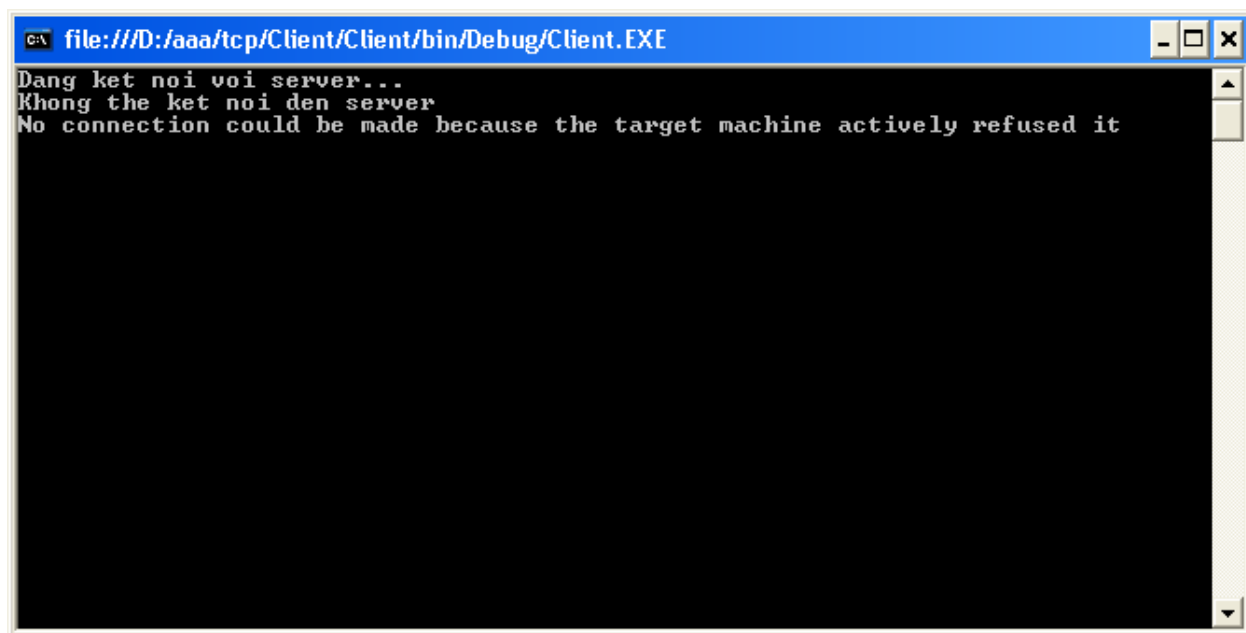 file:///D:/aaa/tcp/Client/Client/bin/Debug/Client.EXE
Dang ket noi voi server...
Khong the ket noi den server
No connection could be made because the target machine actively refused it